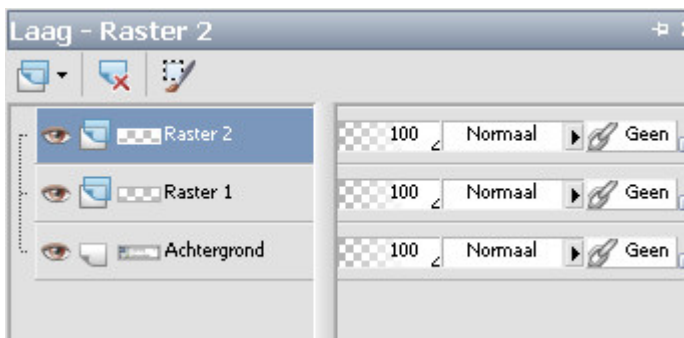 Laag - Raster 2
Raster 2 100 Normaal Geen
Raster 1 100 Normaal Geen
Achtergrond 100 Normaal Geen